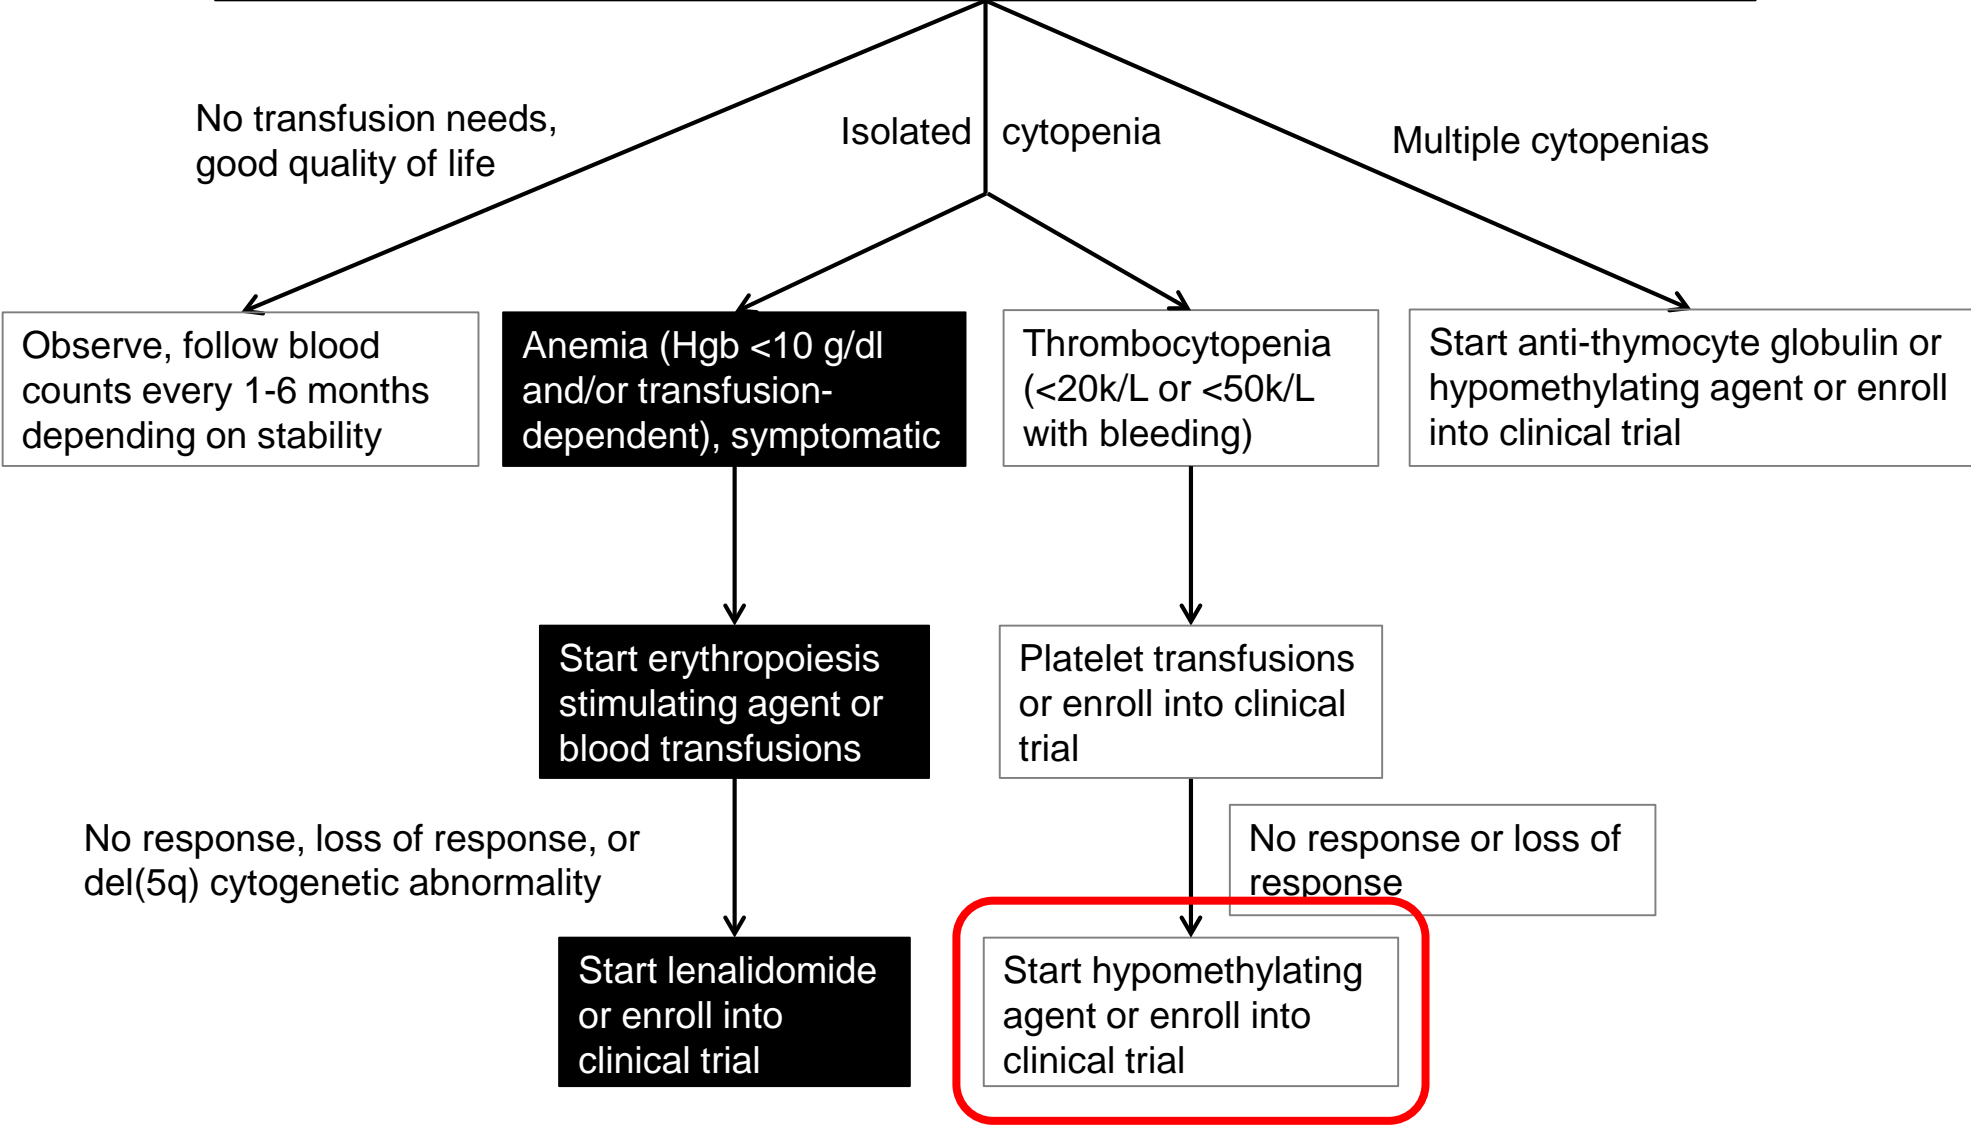 No transfusion needs,
good quality of life
Isolated cytopenia
Multiple cytopenias
Observe, follow blood
counts every 1-6 months
depending on stability
Anemia (Hgb <10 g/dl
and/or transfusion-
dependent), symptomatic
Thrombocytopenia
(<20k/L or <50k/L
with bleeding)
Start anti-thymocyte globulin or
hypomethylating agent or enroll
into clinical trial
Start erythropoiesis
stimulating agent or
blood transfusions
Platelet transfusions
or enroll into clinical
trial
No response, loss of response, or
del(5q) cytogenetic abnormality
No response or loss of
response
Start lenalidomide
or enroll into
clinical trial
Start hypomethylating
agent or enroll into
clinical trial